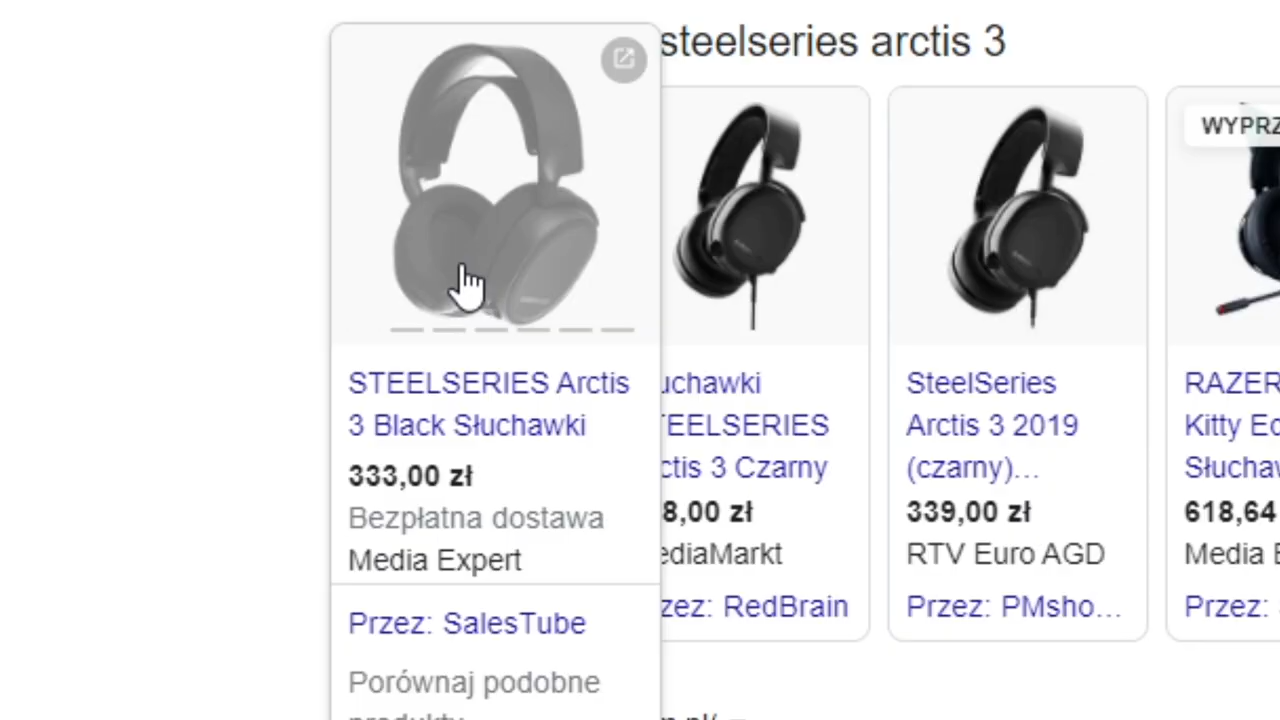 steelseries arctis 3
STEELSERIES Arctis
3 Black Słuchawki
333,00 zł
Bezpłatna dostawa
Media Expert
Przez: SalesTube
Porównaj podobne
uchawki
TEELSERIES
ctis 3 Czarny
8,00 zł
ediaMarkt
zez: RedBrain
SteelSeries
Arctis 3 2019
(czarny)...
339,00 zł
RTV Euro AGD
Przez: PMsho...
WYPRZ
RAZER
Kitty Ed
Słuchaw
618,64
Media E
Przez: